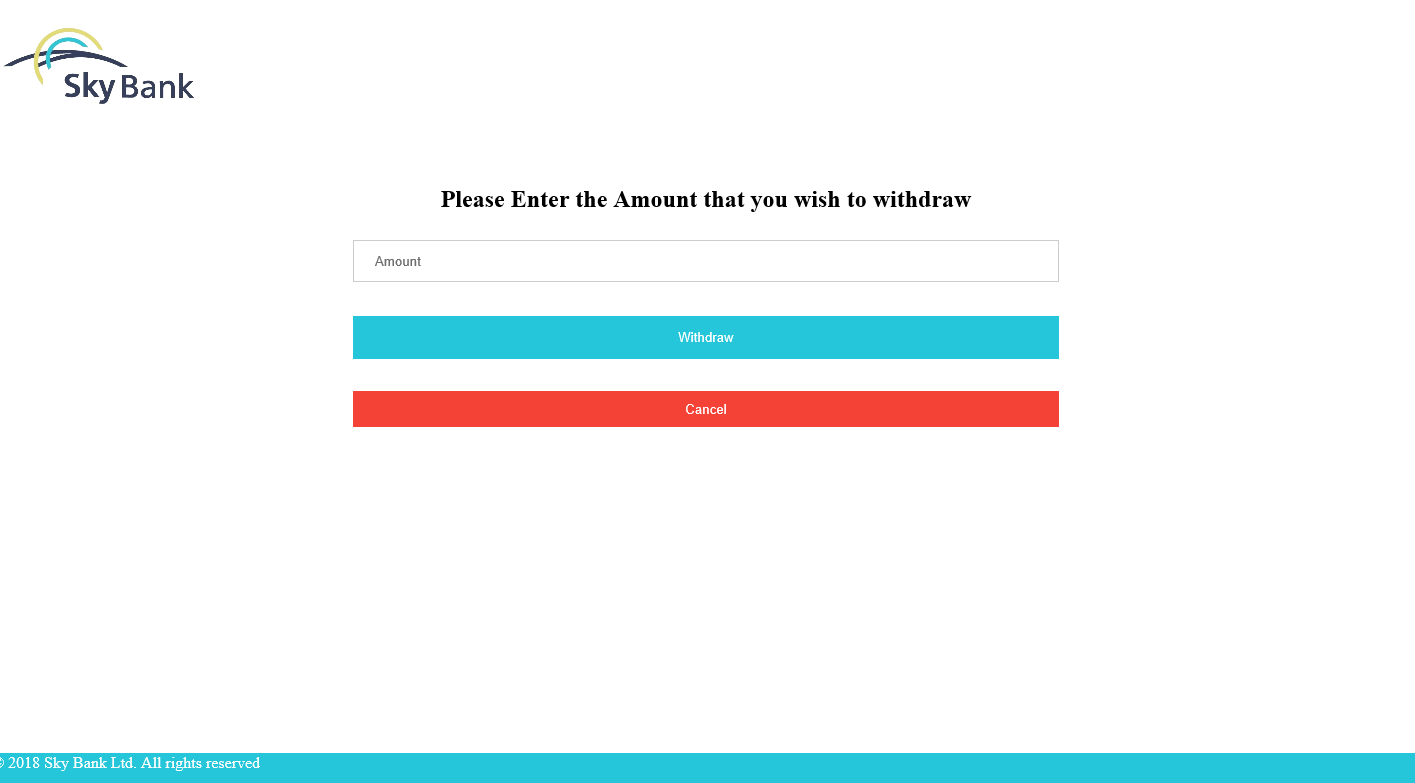 Sky Bank
Please Enter the Amount that you wish to withdraw
Amount
Withdraw
Cancel
© 2018 Sky Bank Ltd. All rights reserved